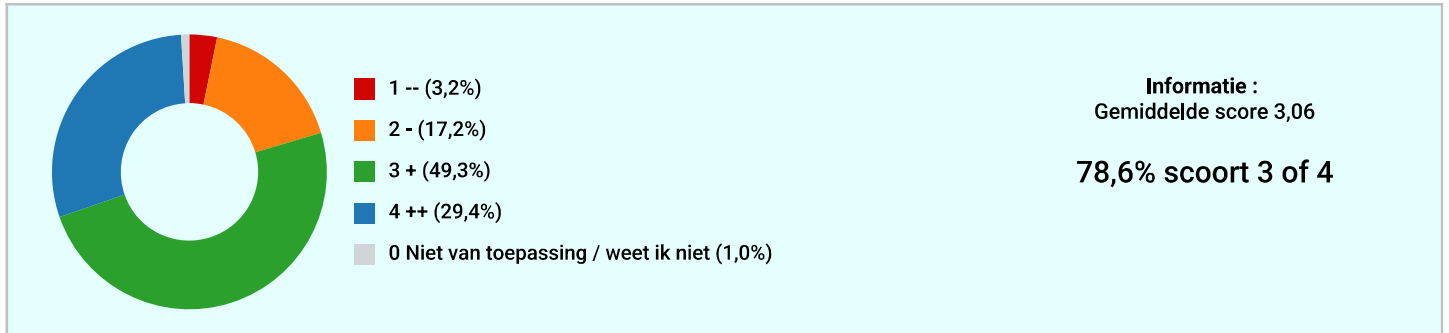 1 -- (3,2%)
2 - (17,2%)
3 + (49,3%)
4 ++ (29,4%)
0 Niet van toepassing / weet ik niet (1,0%)
Informatie :
Gemiddelde score 3,06
78,6% scoort 3 of 4